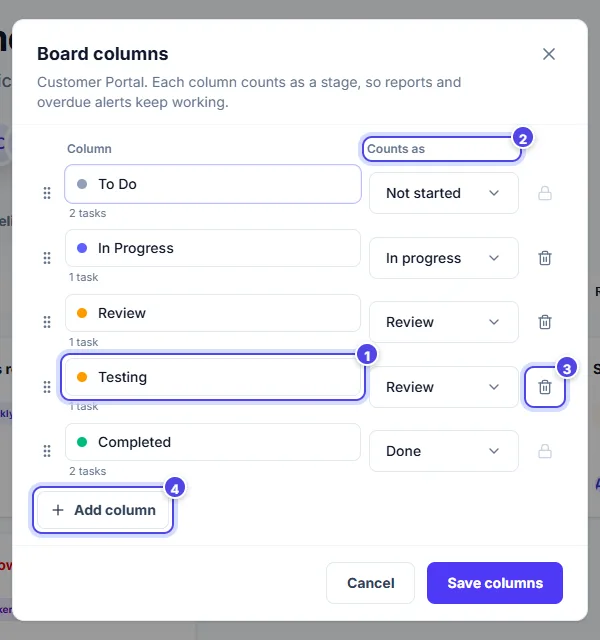 Board columns
Customer Portal. Each column counts as a stage, so reports and
overdue alerts keep working.
Column
Counts as
2
To Do
Not started
2 tasks
In Progress
In progress
1 task
Review
Review
1 task
1
Testing
Review
3
1 task
Completed
Done
2 tasks
4
+ Add column
Cancel
Save columns